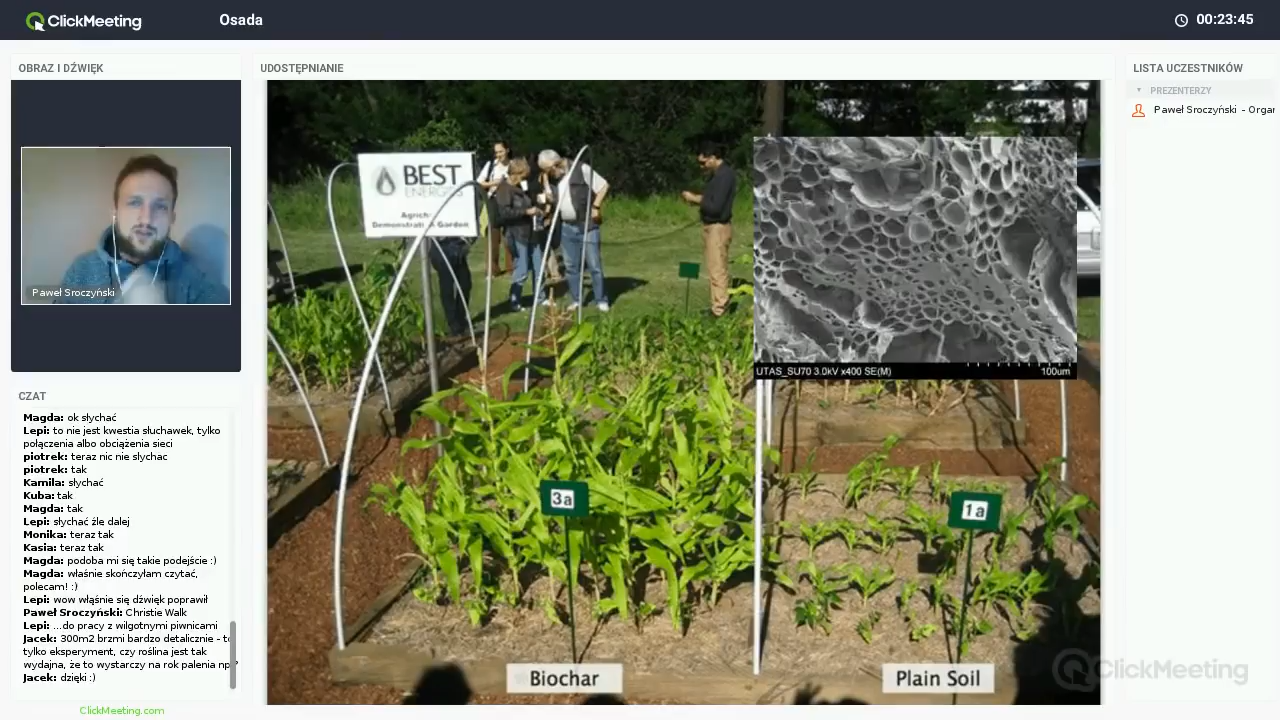 ClickMeeting
Osada
00:23:45
OBRAZ I DŹWIĘK
UDOSTĘPNIANIE
LISTA UCZESTNIKÓW
PREZENTERZY
Paweł Sroczyński - Organ
Paweł Sroczyński
BEST
ENERGIES
Demonstrati Garden
UTAS_SU70 3.0kV x400 SE(M) 100um
3a
1a
Biochar
Plain Soil
CZAT
Magda: ok słychać
Lepi: to nie jest kwestia słuchawek, tylko
połączenia albo obciążenia sieci
piotrek: teraz nic nie slychac
piotrek: tak
Kamila: słychać
Kuba: tak
Magda: tak
Lepi: słychać źle dalej
Monika: teraz tak
Kasia: teraz tak
Magda: podoba mi się takie podejście :)
Magda: właśnie skończyłam czytać,
polecam! :)
Lepi: wow włąśnie się dźwięk poprawił
Paweł Sroczyński: Christie Walk
Lepi: ...do pracy z wilgotnymi piwnicami
Jacek: 300m2 brzmi bardzo detalicznie - to
tylko eksperyment, czy roślina jest tak
wydajna, że to wystarczy na rok palenia np?
Jacek: dzięki :)
ClickMeeting.com
ClickMeeting